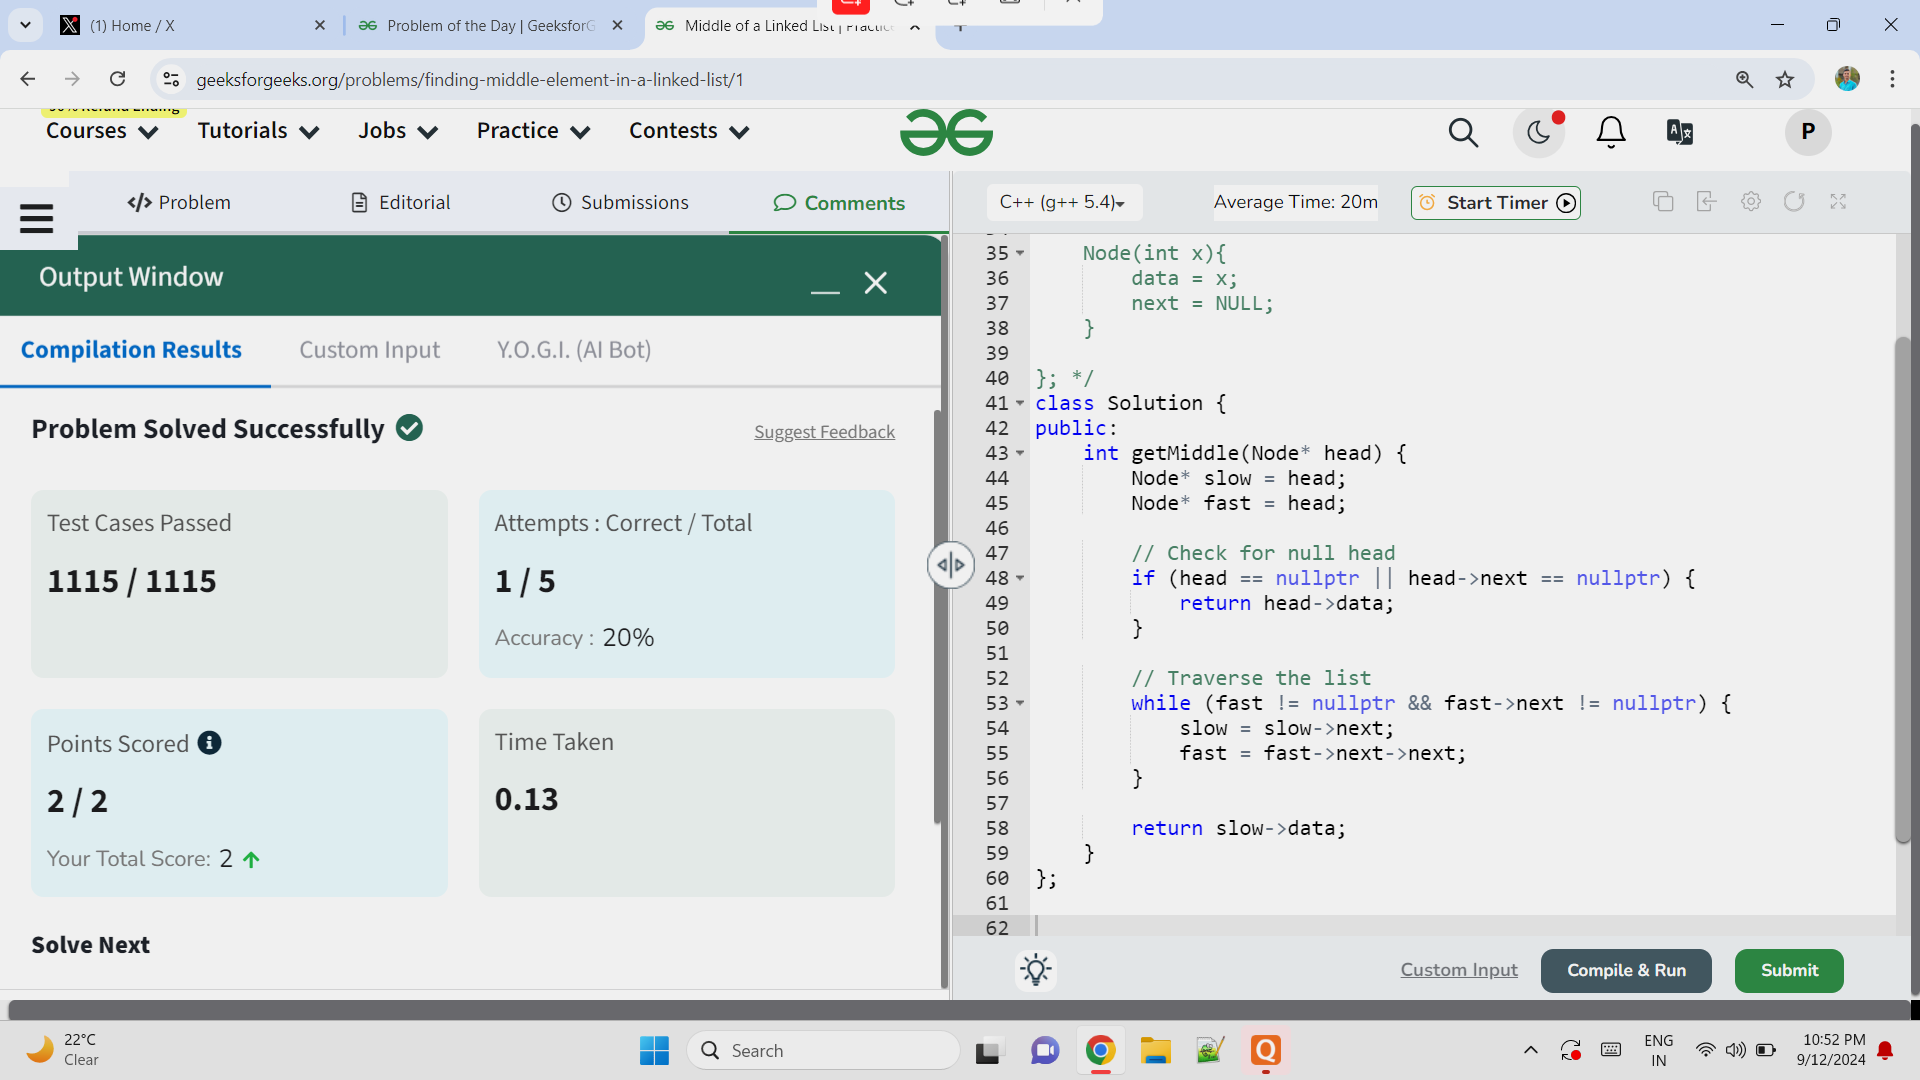 (1) Home / X
Problem of the Day | GeeksforG
Middle of a Linked List | Practice
geeksforgeeks.org/problems/finding-middle-element-in-a-linked-list/1
Courses
Tutorials
Jobs
Practice
Contests
P
Problem
Editorial
Submissions
Comments
C++ (g++ 5.4)
Average Time: 20m
Start Timer
Output Window
Compilation Results
Custom Input
Y.O.G.I. (AI Bot)
Problem Solved Successfully
Suggest Feedback
Test Cases Passed
1115 / 1115
Attempts : Correct / Total
1 / 5
Accuracy : 20%
Points Scored
2 / 2
Your Total Score: 2
Time Taken
0.13
Solve Next
35 Node(int x){
36 data = x;
37 next = NULL;
38 }
39
40 }; */
41 class Solution {
42 public:
43 int getMiddle(Node* head) {
44 Node* slow = head;
45 Node* fast = head;
46
47 // Check for null head
48 if (head == nullptr || head->next == nullptr) {
49 return head->data;
50 }
51
52 // Traverse the list
53 while (fast != nullptr && fast->next != nullptr) {
54 slow = slow->next;
55 fast = fast->next->next;
56 }
57
58 return slow->data;
59 }
60 };
61
62
Custom Input
Compile & Run
Submit
22°C
Clear
Search
ENG
IN
10:52 PM
9/12/2024